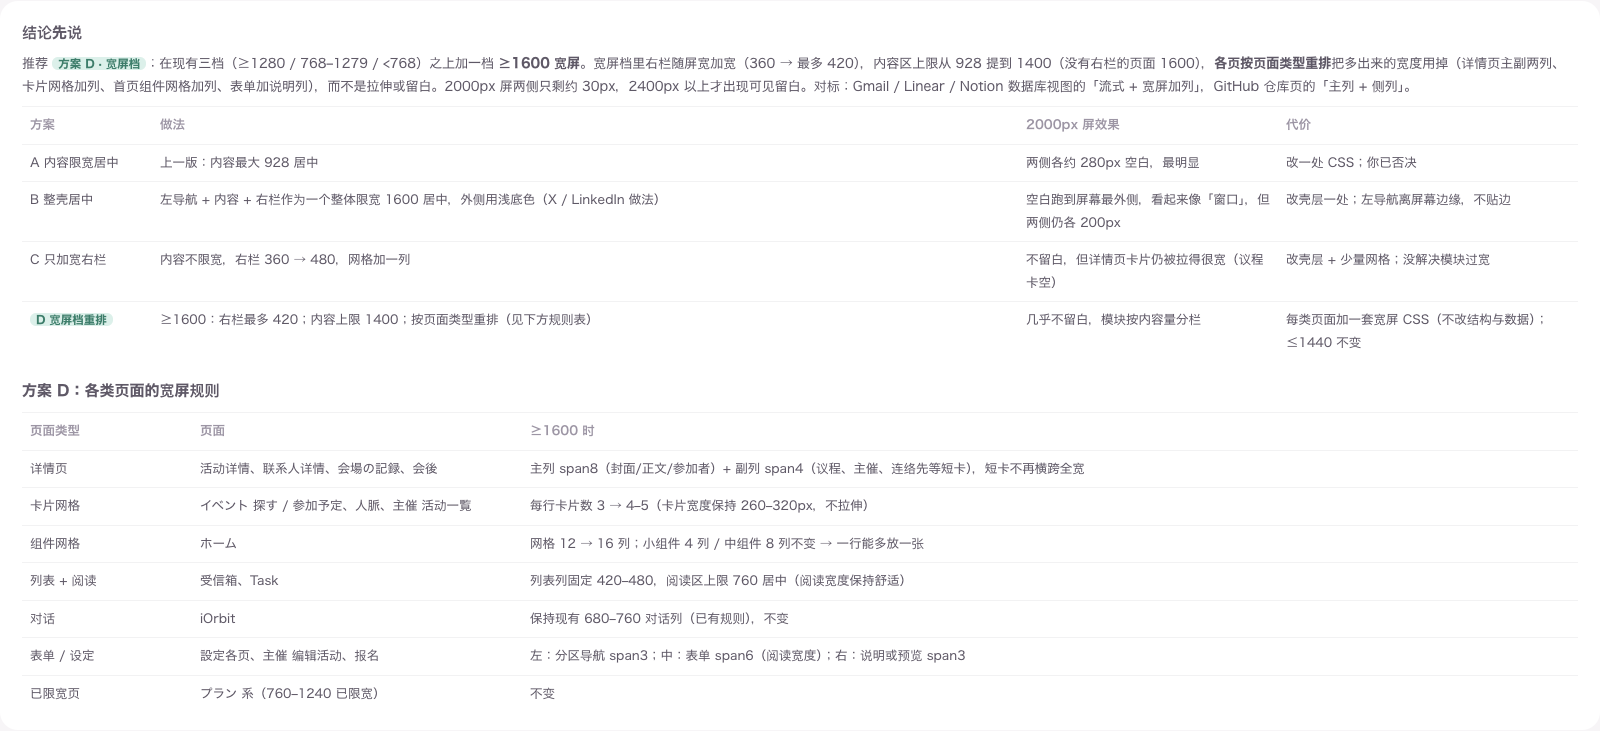 结论先说
推荐 方案 D · 宽屏档：在现有三档（≥1280 / 768–1279 / <768）之上加一档 ≥1600 宽屏。宽屏档里右栏随屏宽加宽（360 → 最多 420），内容区上限从 928 提到 1400（没有右栏的页面 1600），各页按页面类型重排把多出来的宽度用掉（详情页主副两列、
卡片网格加列、首页组件网格加列、表单加说明列），而不是拉伸或留白。2000px 屏两侧只剩约 30px，2400px 以上才出现可见留白。对标：Gmail / Linear / Notion 数据库视图的「流式 + 宽屏加列」，GitHub 仓库页的「主列 + 侧列」。
方案 做法 2000px 屏效果 代价
A 内容限宽居中 上一版：内容最大 928 居中 两侧各约 280px 空白，最明显 改一处 CSS；你已否决
B 整壳居中 左导航 + 内容 + 右栏作为一个整体限宽 1600 居中，外侧用浅底色（X / LinkedIn 做法） 空白跑到屏幕最外侧，看起来像「窗口」，但 改壳层一处；左导航离屏幕边缘，不贴边
两侧仍各 200px
C 只加宽右栏 内容不限宽，右栏 360 → 480，网格加一列 不留白，但详情页卡片仍被拉得很宽（议程 改壳层 + 少量网格；没解决模块过宽
卡空）
D 宽屏档重排 ≥1600：右栏最多 420；内容上限 1400；按页面类型重排（见下方规则表） 几乎不留白，模块按内容量分栏 每类页面加一套宽屏 CSS（不改结构与数据）；
≤1440 不变
方案 D：各类页面的宽屏规则
页面类型 页面 ≥1600 时
详情页 活动详情、联系人详情、会場の記録、会後 主列 span8（封面/正文/参加者）+ 副列 span4（议程、主催、连络先等短卡），短卡不再横跨全宽
卡片网格 イベント 探す / 参加予定、人脈、主催 活动一覧 每行卡片数 3 → 4–5（卡片宽度保持 260–320px，不拉伸）
组件网格 ホーム 网格 12 → 16 列；小组件 4 列 / 中组件 8 列不变 → 一行能多放一张
列表 + 阅读 受信箱、Task 列表列固定 420–480，阅读区上限 760 居中（阅读宽度保持舒适）
对话 iOrbit 保持现有 680–760 对话列（已有规则），不变
表单 / 设定 設定各页、主催 编辑活动、报名 左：分区导航 span3；中：表单 span6（阅读宽度）；右：说明或预览 span3
已限宽页 プラン 系（760–1240 已限宽） 不变